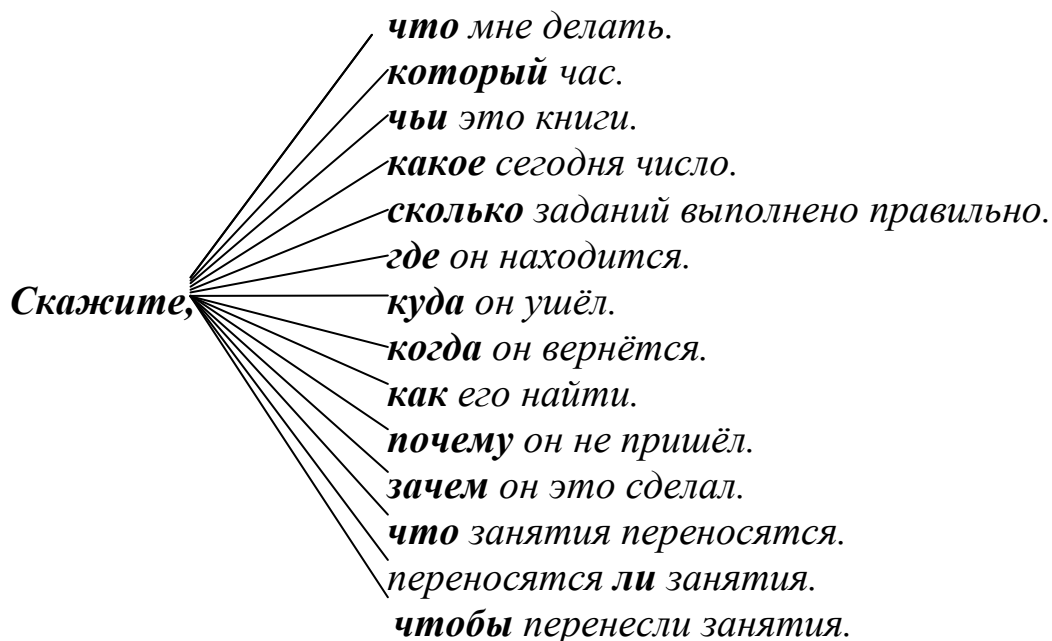 что мне делать.
который час.
чьи это книги.
какое сегодня число.
сколько заданий выполнено правильно.
где он находится.
Скажите, куда он ушёл.
когда он вернётся.
как его найти.
почему он не пришёл.
зачем он это сделал.
что занятия переносятся.
переносятся ли занятия.
чтобы перенесли занятия.